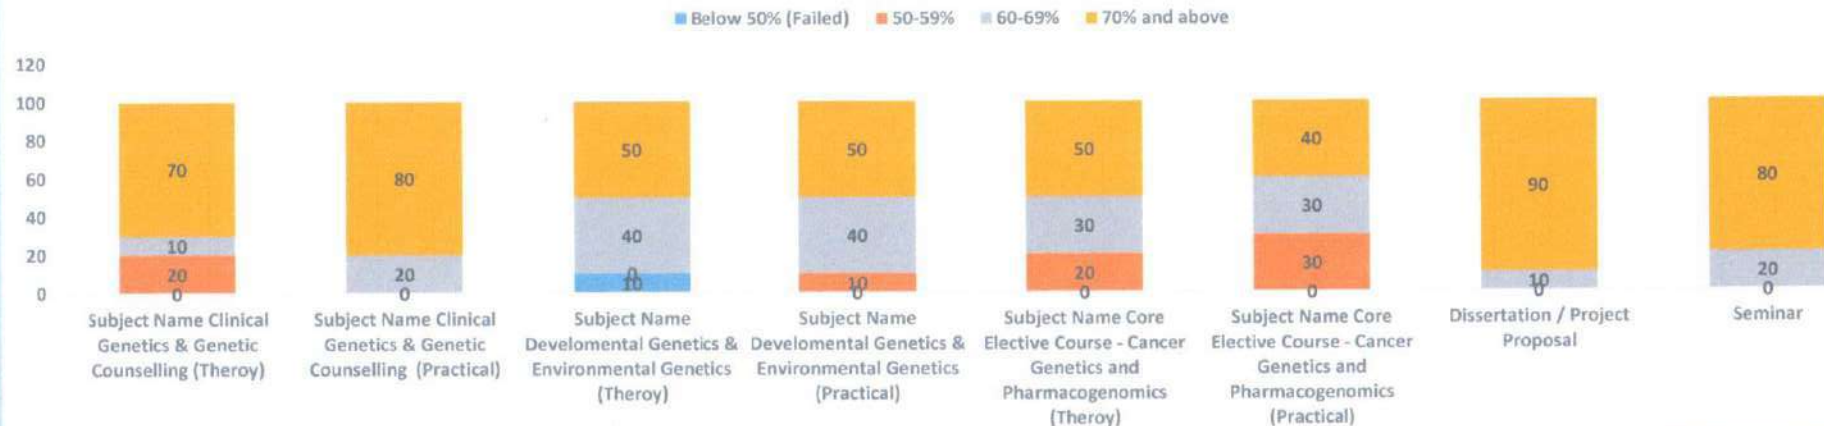 Below 50% (Failed) 50-59% 60-69% 70% and above
120
100
80
60
40
20
0
70
10
20
0
80
20
0
50
40
0
10
50
40
10
0
50
30
20
0
40
30
30
0
90
10
0
80
20
0
Subject Name Clinical
Genetics & Genetic
Counselling (Theroy)
Subject Name Clinical
Genetics & Genetic
Counselling (Practical)
Subject Name
Develomental Genetics &
Environmental Genetics
(Theroy)
Subject Name
Develomental Genetics &
Environmental Genetics
(Practical)
Subject Name Core
Elective Course - Cancer
Genetics and
Pharmacogenomics
(Theroy)
Subject Name Core
Elective Course - Cancer
Genetics and
Pharmacogenomics
(Practical)
Dissertation / Project
Proposal
Seminar